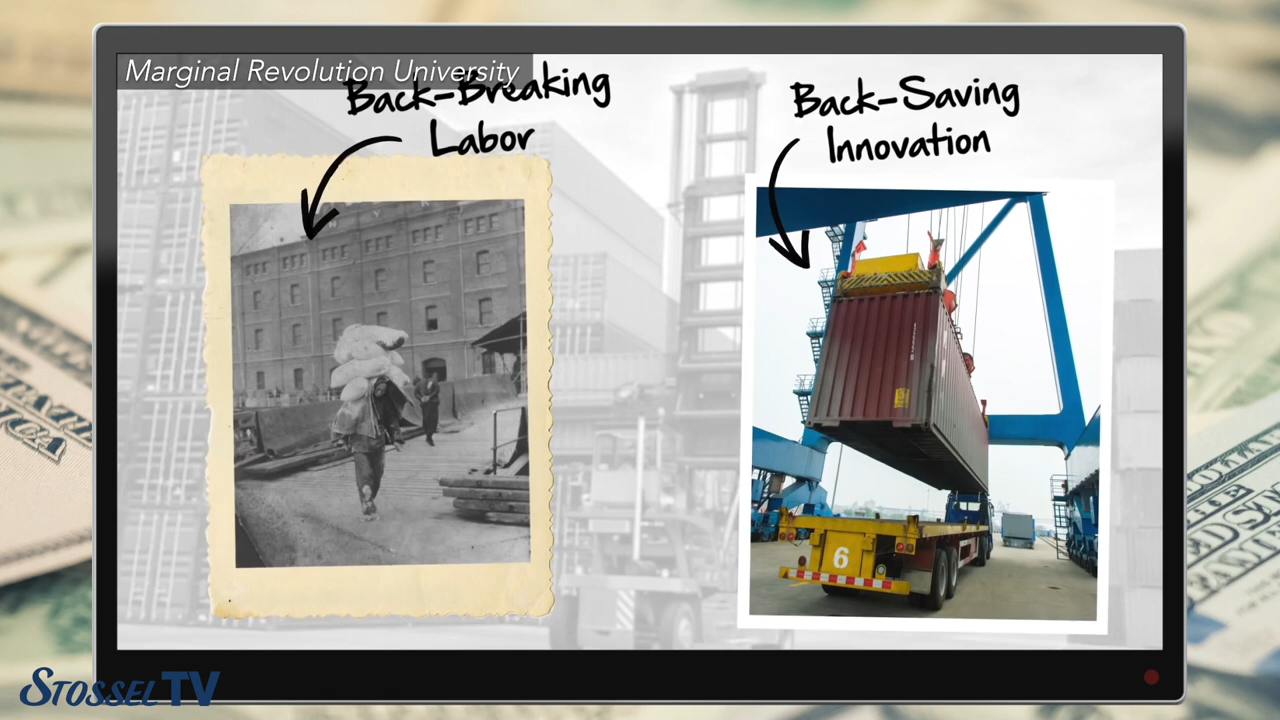 Marginal Revolution University
Back-Breaking
Labor
Back-Saving
Innovation
6
STOSSEL TV